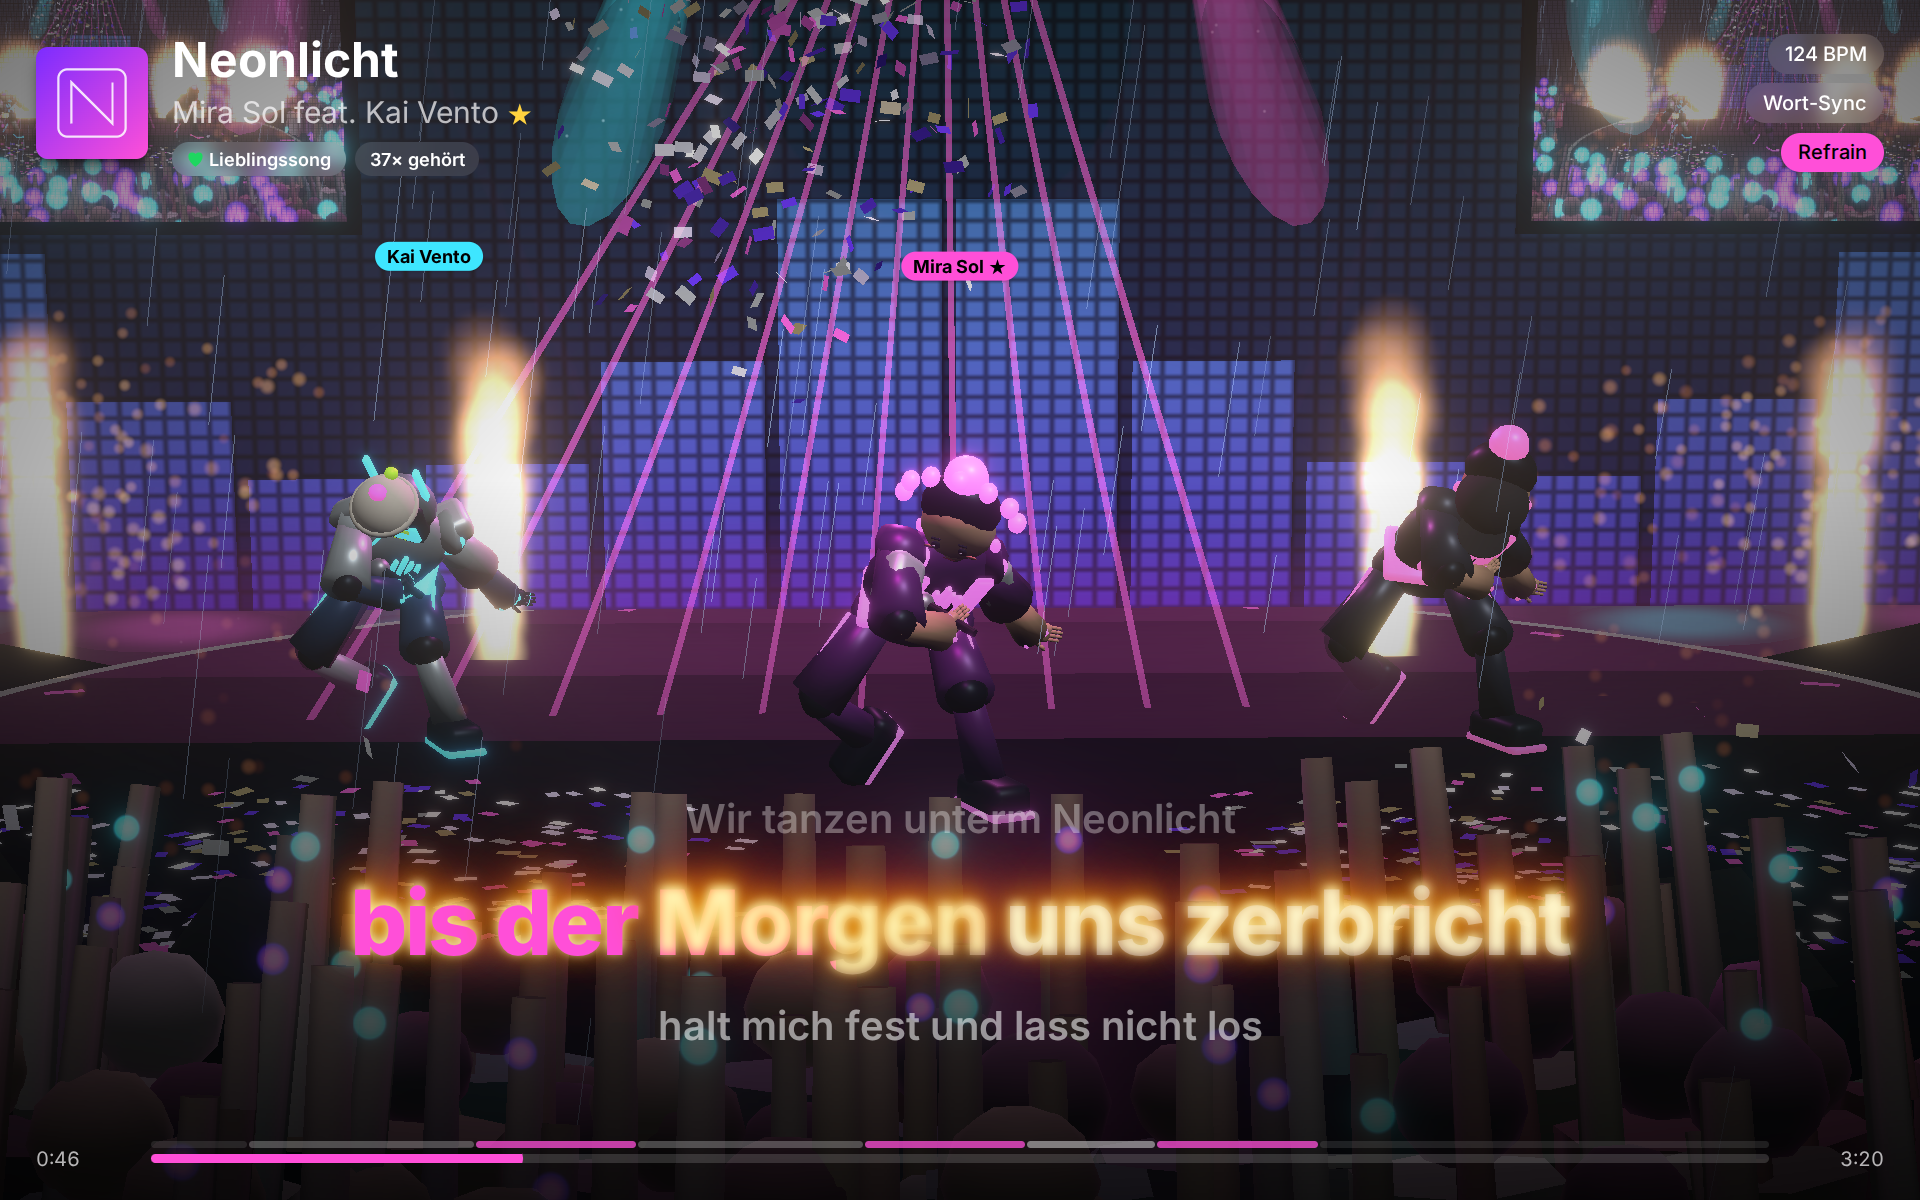 N
Neonlicht
Mira Sol feat. Kai Vento ★
Lieblingssong
37× gehört
124 BPM
Wort-Sync
Refrain
Kai Vento
Mira Sol ★
Wir tanzen unterm Neonlicht
bis der Morgen uns zerbricht
halt mich fest und lass nicht los
0:46
3:20